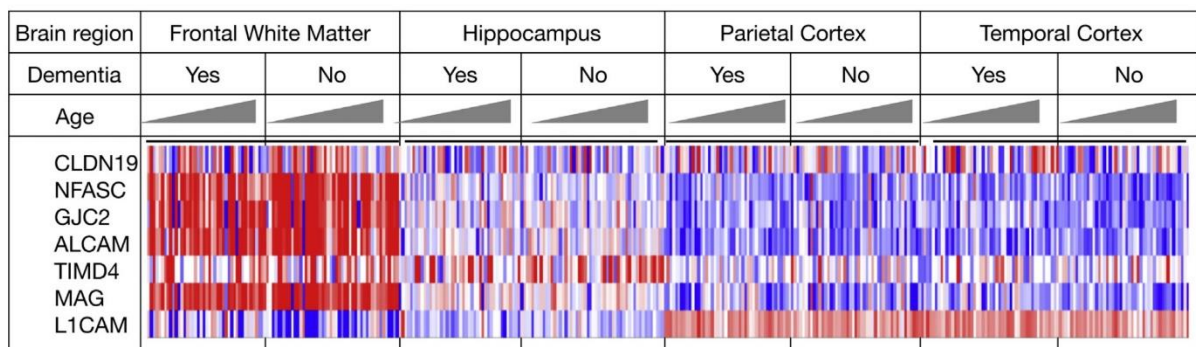 Brain region Frontal White Matter Hippocampus Parietal Cortex Temporal Cortex
Dementia Yes No Yes No Yes No Yes No
Age
CLDN19
NFASC
GJC2
ALCAM
TIMD4
MAG
L1CAM